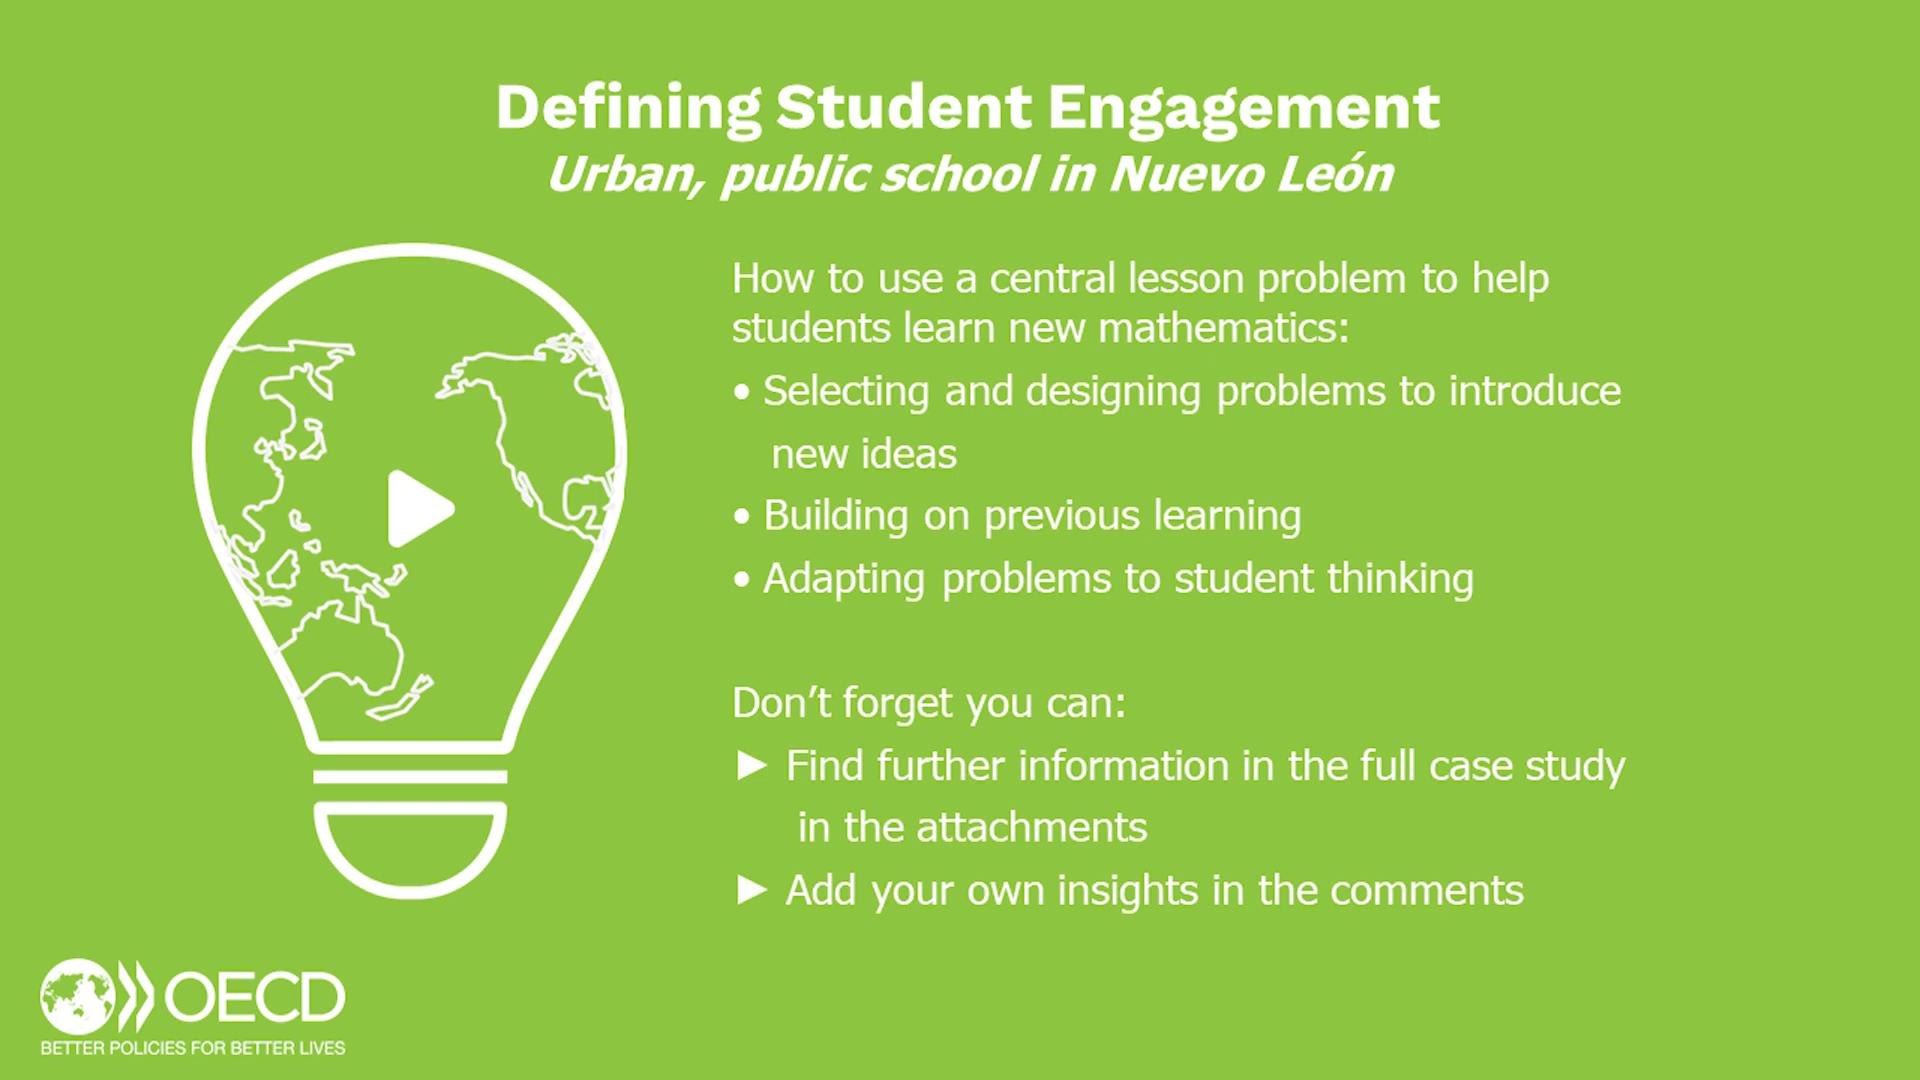 Defining Student Engagement
Urban, public school in Nuevo León
How to use a central lesson problem to help
students learn new mathematics:
• Selecting and designing problems to introduce
new ideas
• Building on previous learning
• Adapting problems to student thinking
Don’t forget you can:
► Find further information in the full case study
in the attachments
► Add your own insights in the comments
OECD
BETTER POLICIES FOR BETTER LIVES